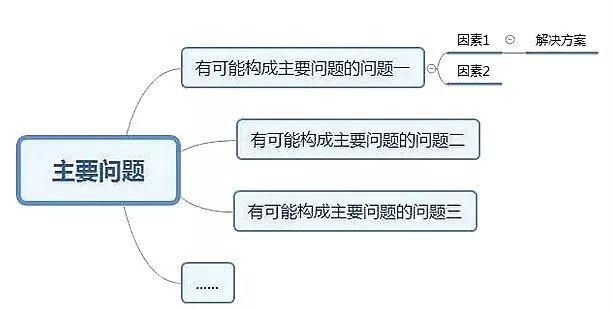 主要问题
有可能构成主要问题的问题一
因素1
解决方案
因素2
有可能构成主要问题的问题二
有可能构成主要问题的问题三
......